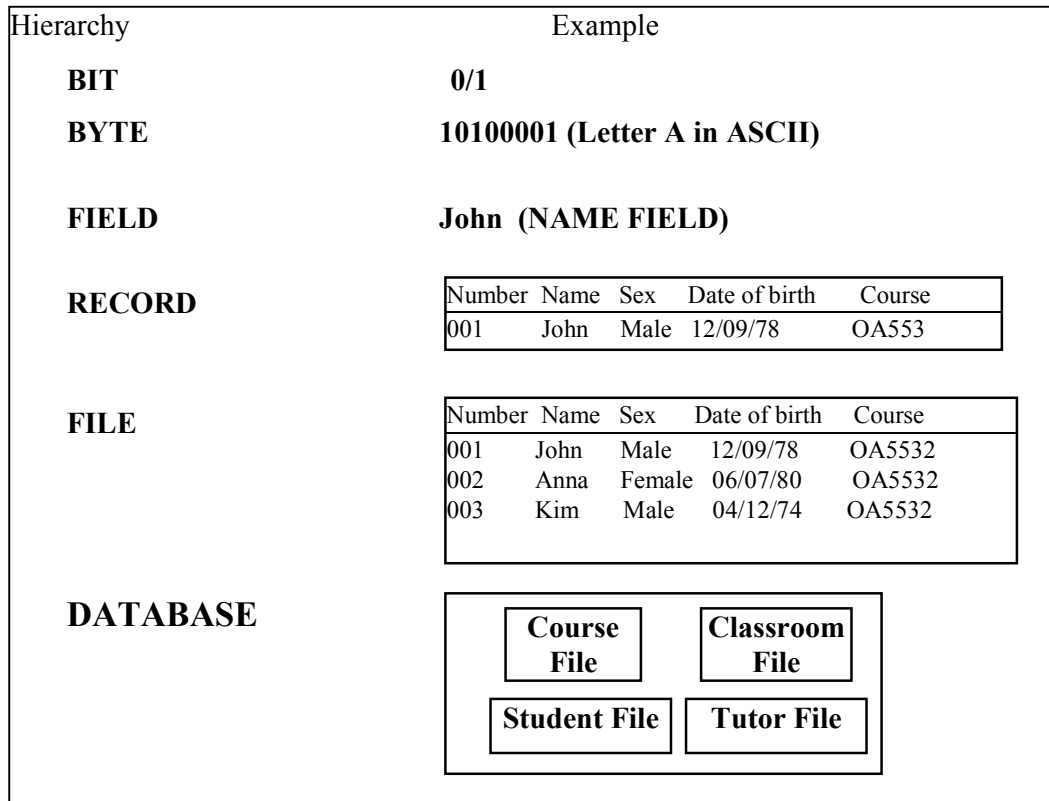 Hierarchy Example
BIT 0/1
BYTE 10100001 (Letter A in ASCII)
FIELD John (NAME FIELD)
RECORD
Number Name Sex Date of birth Course
001 John Male 12/09/78 OA553
FILE
Number Name Sex Date of birth Course
001 John Male 12/09/78 OA5532
002 Anna Female 06/07/80 OA5532
003 Kim Male 04/12/74 OA5532
DATABASE
Course
File
Classroom
File
Student File
Tutor File